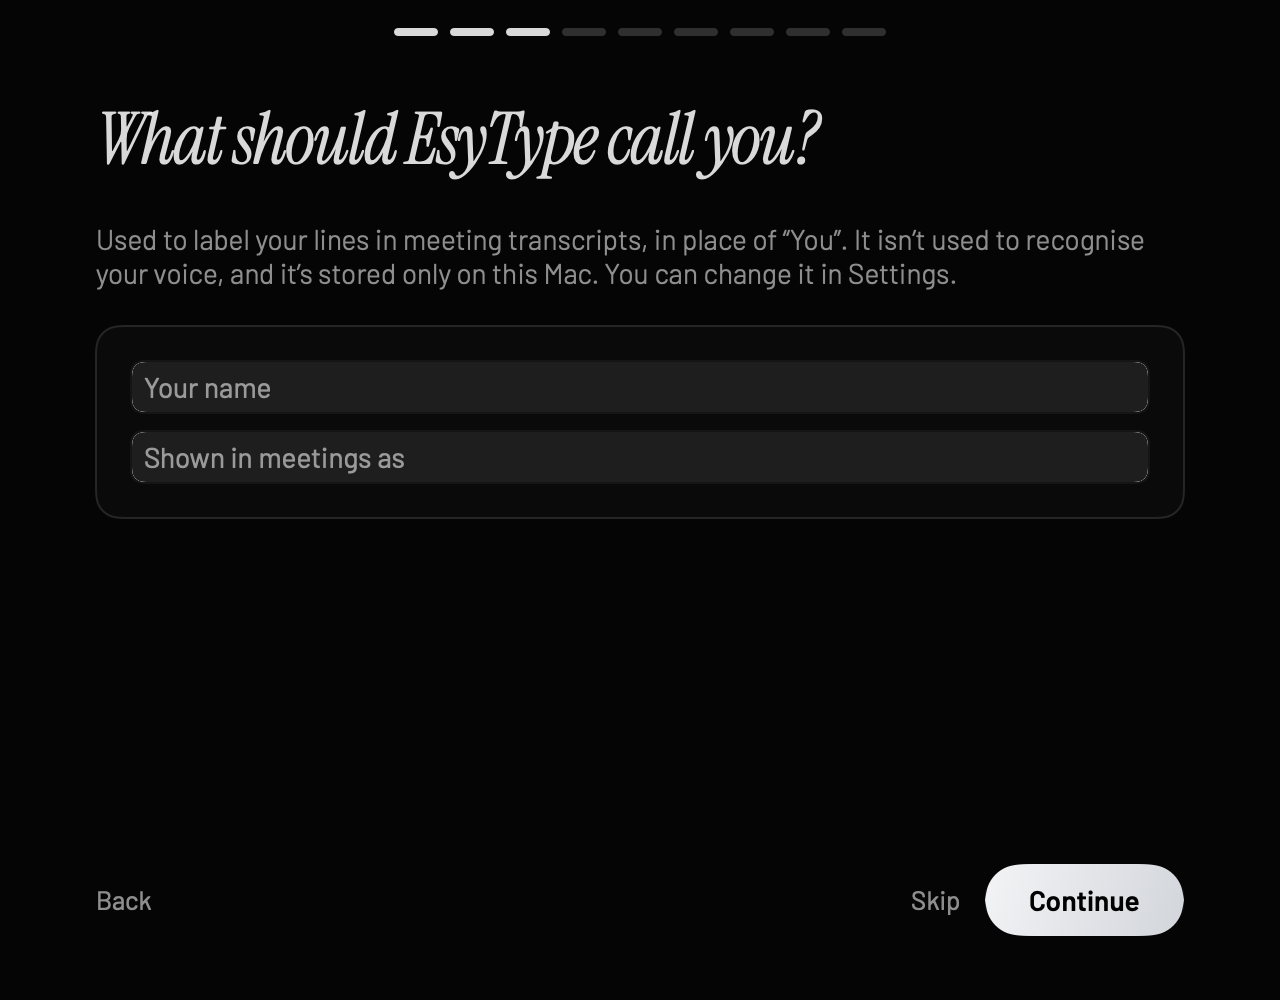 What should EsyType call you?
Used to label your lines in meeting transcripts, in place of “You”. It isn’t used to recognise
your voice, and it’s stored only on this Mac. You can change it in Settings.
Your name
Shown in meetings as
Back
Skip
Continue